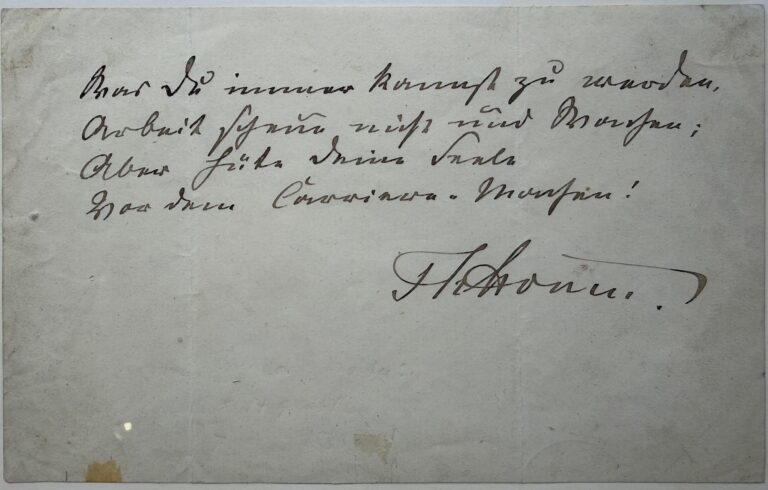 Was Du immer kannst zu werden,
Arbeit scheue nicht und Wachen;
Aber hüte Deine Seele
Vor dem Carriere-Machen!
ThStorm.